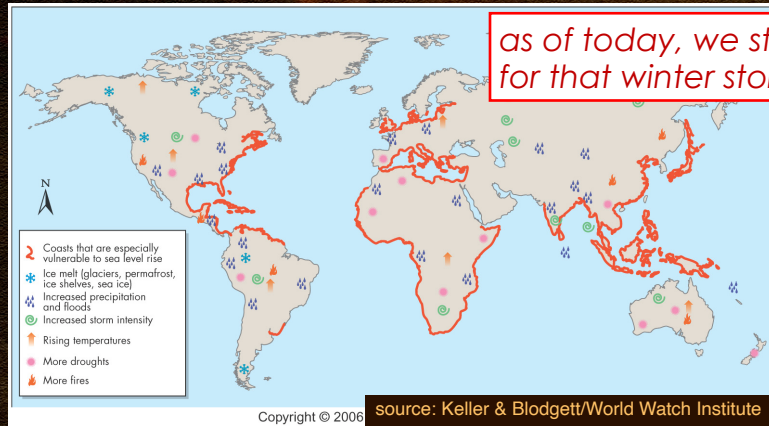 as of today, we
for that winter
N
Coasts that are especially
vulnerable to sea level rise
Ice melt (glaciers, permafrost,
ice shelves, sea ice)
Increased precipitation
and floods
Increased storm intensity
Rising temperatures
More droughts
More fires
Copyright © 2006
source: Keller & Blodgett/World Watch Institute